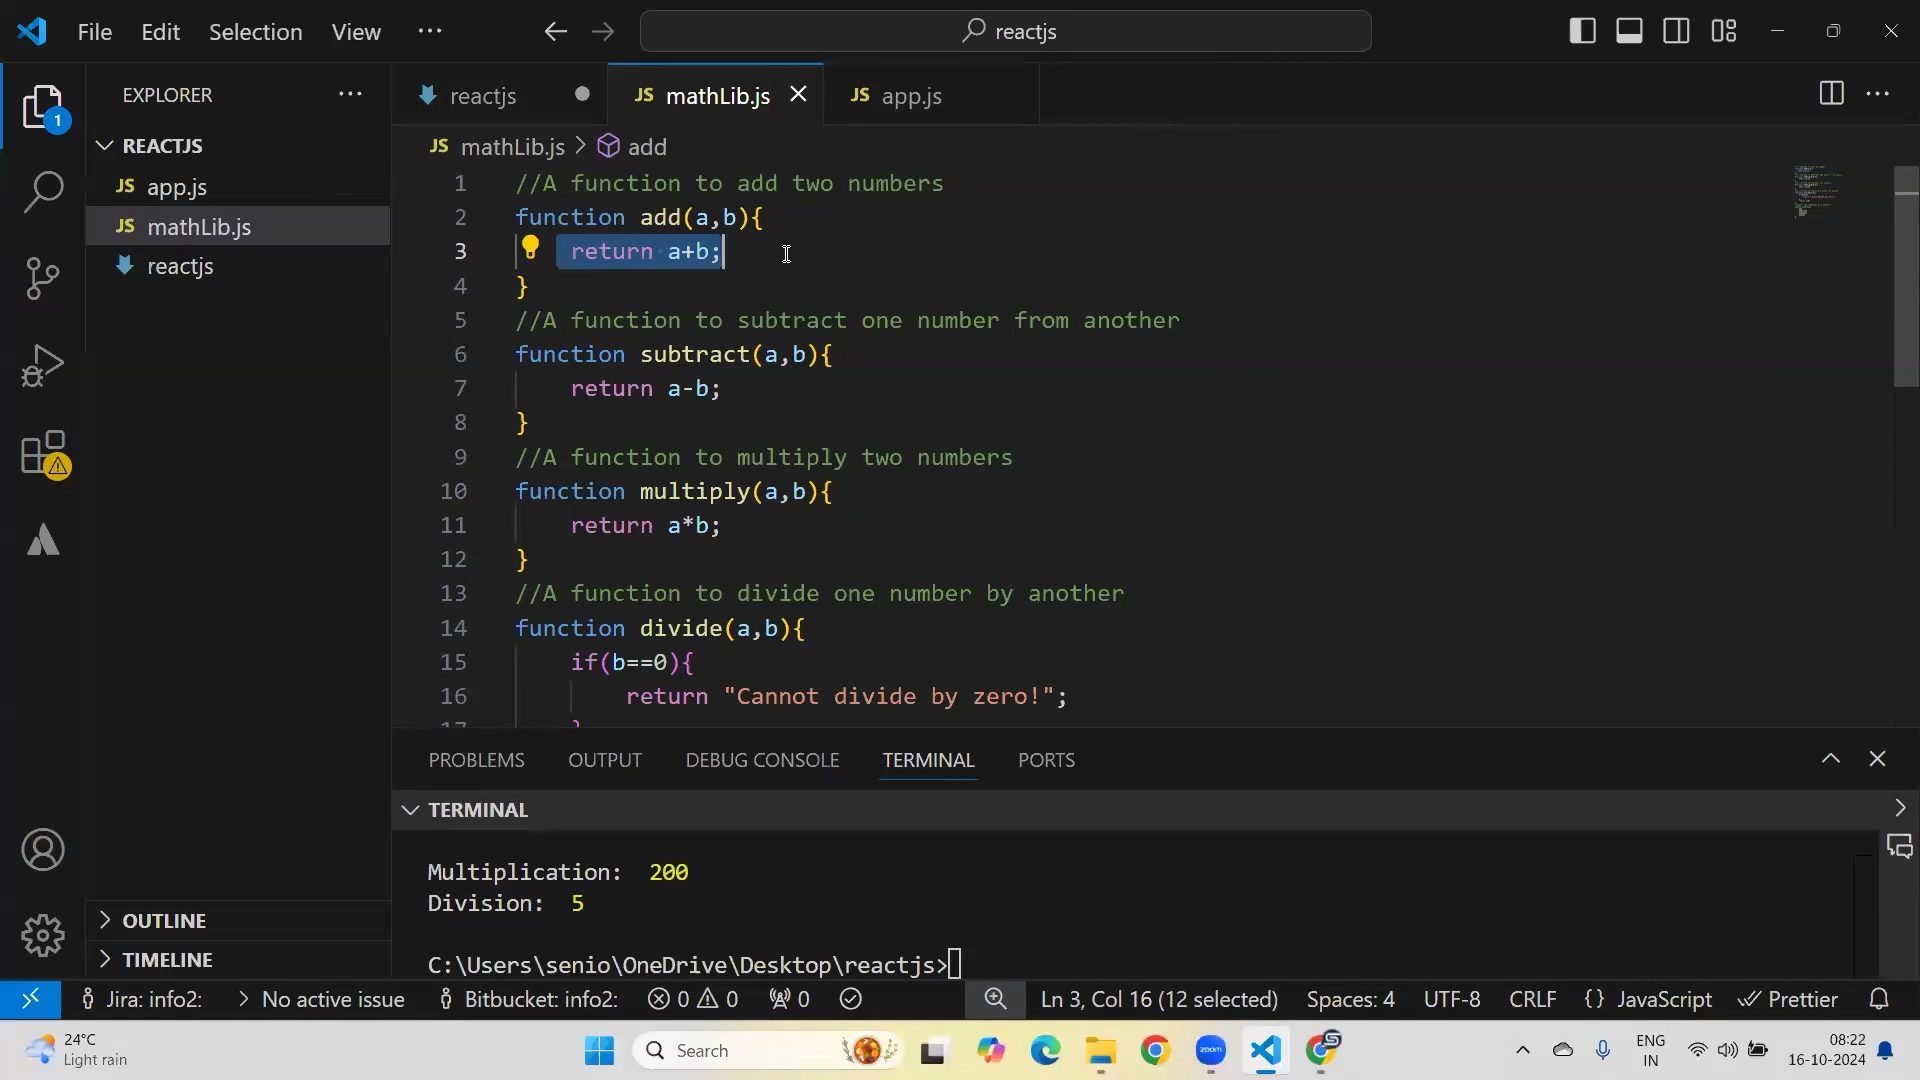 File Edit Selection View ··· reactjs
EXPLORER ···
REACTJS
JS app.js
JS mathLib.js
reactjs
OUTLINE
TIMELINE
1
reactjs JS mathLib.js JS app.js
JS mathLib.js > add
1 //A function to add two numbers
2 function add(a,b){
3 return a+b;
4 }
5 //A function to subtract one number from another
6 function subtract(a,b){
7 return a-b;
8 }
9 //A function to multiply two numbers
10 function multiply(a,b){
11 return a*b;
12 }
13 //A function to divide one number by another
14 function divide(a,b){
15 if(b==0){
16 return "Cannot divide by zero!";
PROBLEMS OUTPUT DEBUG CONSOLE TERMINAL PORTS
TERMINAL
Multiplication: 200
Division: 5
C:\Users\senio\OneDrive\Desktop\reactjs>
Jira: info2: > No active issue Bitbucket: info2: 0 0 0 Ln 3, Col 16 (12 selected) Spaces: 4 UTF-8 CRLF {} JavaScript Prettier
24°C
Light rain
Search
zoom
ENG
IN
08:22
16-10-2024